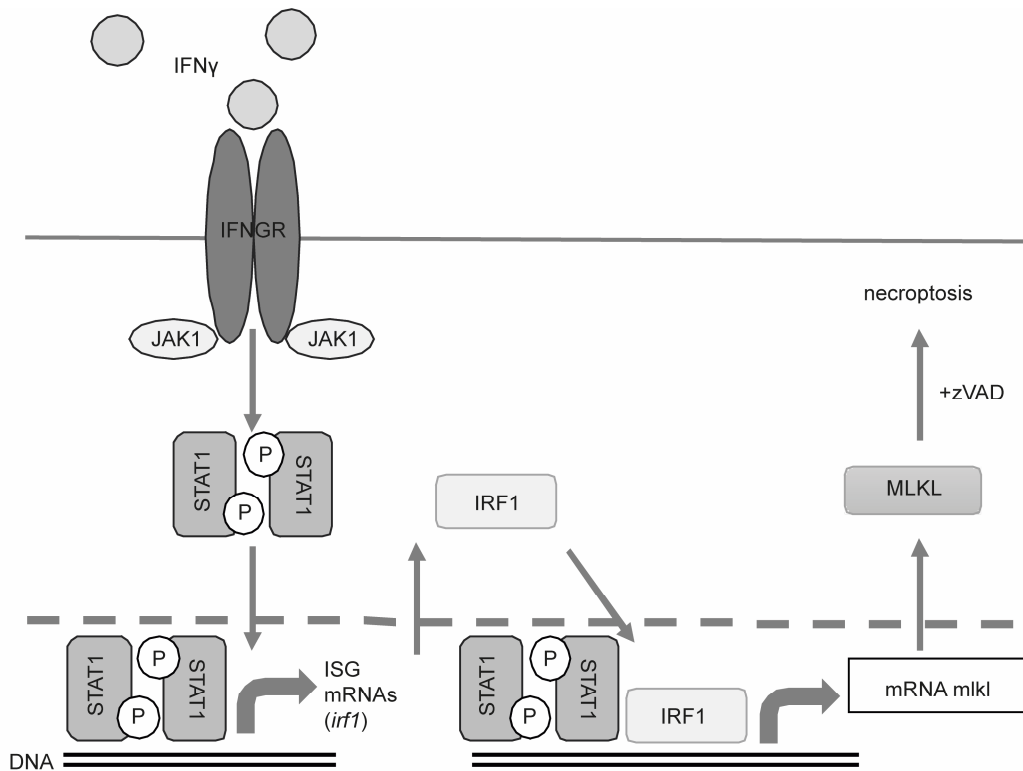 IFNγ
IFNGR
JAK1
JAK1
necroptosis
+zVAD
STAT1
P
P
STAT1
IRF1
MLKL
STAT1
P
P
STAT1
ISG
mRNAs
(irf1)
STAT1
P
P
STAT1
IRF1
mRNA mlkl
DNA